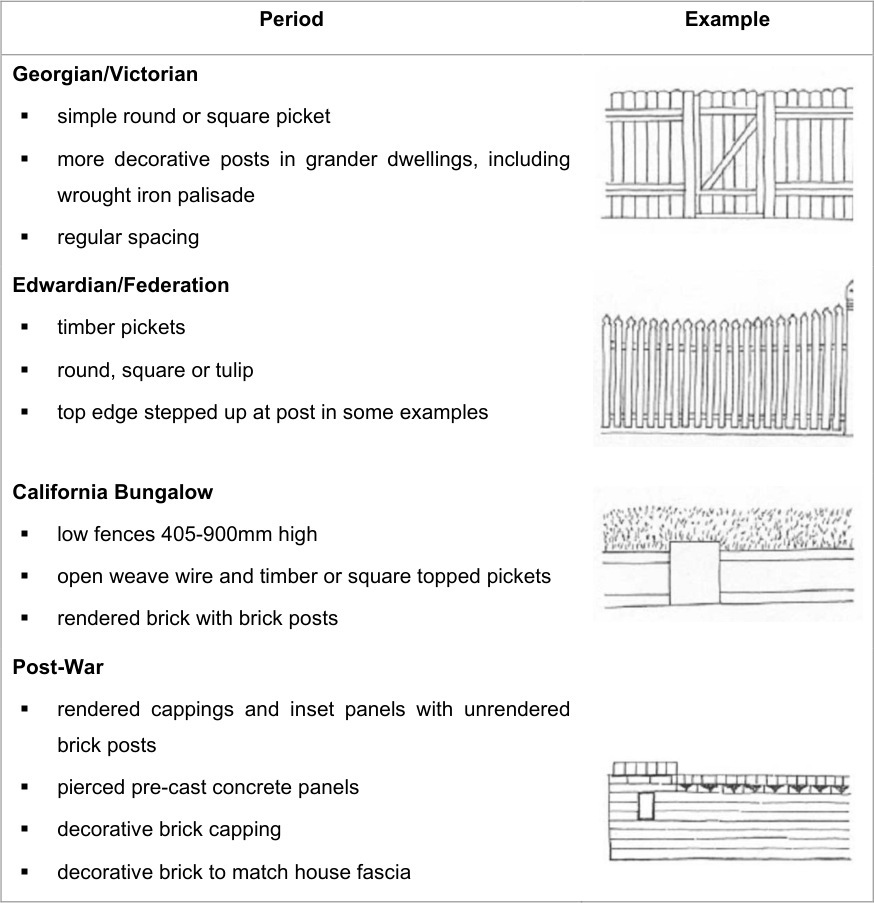 Period Example
Georgian/Victorian
▪ simple round or square picket
▪ more decorative posts in grander dwellings, including
wrought iron palisade
▪ regular spacing
Edwardian/Federation
▪ timber pickets
▪ round, square or tulip
▪ top edge stepped up at post in some examples
California Bungalow
▪ low fences 405-900mm high
▪ open weave wire and timber or square topped pickets
▪ rendered brick with brick posts
Post-War
▪ rendered cappings and inset panels with unrendered
brick posts
▪ pierced pre-cast concrete panels
▪ decorative brick capping
▪ decorative brick to match house fascia